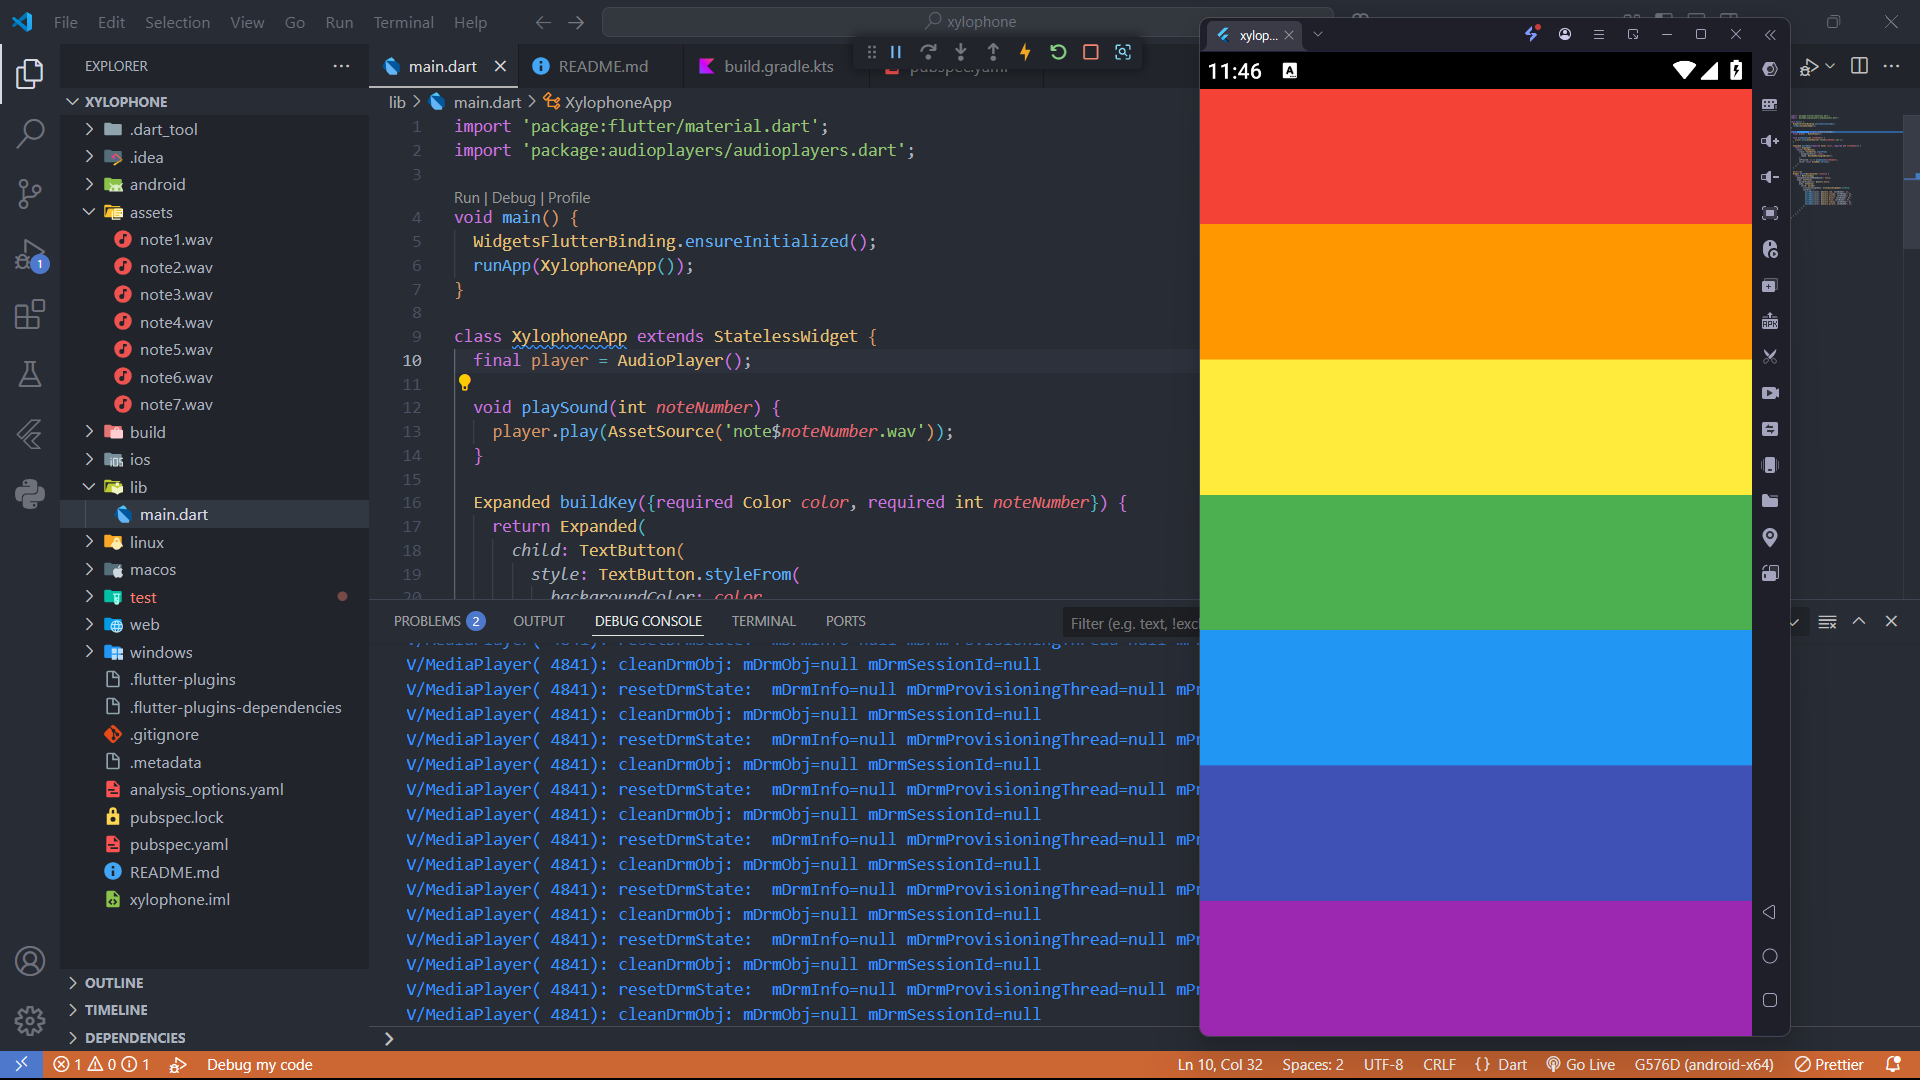 File Edit Selection View Go Run Terminal Help
xylophone
EXPLORER
XYLOPHONE
.dart_tool
.idea
android
assets
note1.wav
note2.wav
note3.wav
note4.wav
note5.wav
note6.wav
note7.wav
build
ios
lib
main.dart
linux
macos
test
web
windows
.flutter-plugins
.flutter-plugins-dependencies
.gitignore
.metadata
analysis_options.yaml
pubspec.lock
pubspec.yaml
README.md
xylophone.iml
OUTLINE
TIMELINE
DEPENDENCIES
main.dart README.md build.gradle.kts pubspec.yaml
lib main.dart XylophoneApp
1 import 'package:flutter/material.dart';
2 import 'package:audioplayers/audioplayers.dart';
3
Run | Debug | Profile
4 void main() {
5 WidgetsFlutterBinding.ensureInitialized();
6 runApp(XylophoneApp());
7 }
8
9 class XylophoneApp extends StatelessWidget {
10 final player = AudioPlayer();
11
12 void playSound(int noteNumber) {
13 player.play(AssetSource('note$noteNumber.wav'));
14 }
15
16 Expanded buildKey({required Color color, required int noteNumber}) {
17 return Expanded(
18 child: TextButton(
19 style: TextButton.styleFrom(
20 backgroundColor: color
PROBLEMS 2 OUTPUT DEBUG CONSOLE TERMINAL PORTS
Filter (e.g. text, !exc
V/MediaPlayer( 4841): resetDrmState:  mDrmInfo=null mDrmProvisioningThread=null mPr
V/MediaPlayer( 4841): cleanDrmObj: mDrmObj=null mDrmSessionId=null
V/MediaPlayer( 4841): resetDrmState:  mDrmInfo=null mDrmProvisioningThread=null mPr
V/MediaPlayer( 4841): cleanDrmObj: mDrmObj=null mDrmSessionId=null
V/MediaPlayer( 4841): resetDrmState:  mDrmInfo=null mDrmProvisioningThread=null mPr
V/MediaPlayer( 4841): cleanDrmObj: mDrmObj=null mDrmSessionId=null
V/MediaPlayer( 4841): resetDrmState:  mDrmInfo=null mDrmProvisioningThread=null mPr
V/MediaPlayer( 4841): cleanDrmObj: mDrmObj=null mDrmSessionId=null
V/MediaPlayer( 4841): resetDrmState:  mDrmInfo=null mDrmProvisioningThread=null mPr
V/MediaPlayer( 4841): cleanDrmObj: mDrmObj=null mDrmSessionId=null
V/MediaPlayer( 4841): resetDrmState:  mDrmInfo=null mDrmProvisioningThread=null mPr
V/MediaPlayer( 4841): cleanDrmObj: mDrmObj=null mDrmSessionId=null
V/MediaPlayer( 4841): resetDrmState:  mDrmInfo=null mDrmProvisioningThread=null mPr
V/MediaPlayer( 4841): cleanDrmObj: mDrmObj=null mDrmSessionId=null
V/MediaPlayer( 4841): resetDrmState:  mDrmInfo=null mDrmProvisioningThread=null mPr
V/MediaPlayer( 4841): cleanDrmObj: mDrmObj=null mDrmSessionId=null
xylop...
11:46 A
APK
1 0 1 Debug my code
Ln 10, Col 32 Spaces: 2 UTF-8 CRLF {} Dart Go Live G576D (android-x64) Prettier